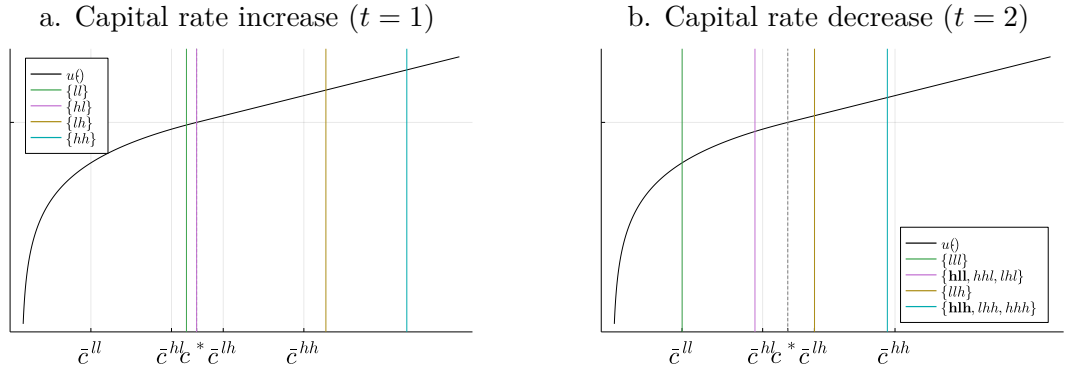 a. Capital rate increase (t = 1)
u(·)
{ll}
{hl}
{lh}
{hh}
c̄^ll c̄^hl c* c̄^lh c̄^hh
b. Capital rate decrease (t = 2)
u(·)
{lll}
{hll, hhl, lhl}
{llh}
{hlh, lhh, hhh}
c̄^ll c̄^hl c* c̄^lh c̄^hh